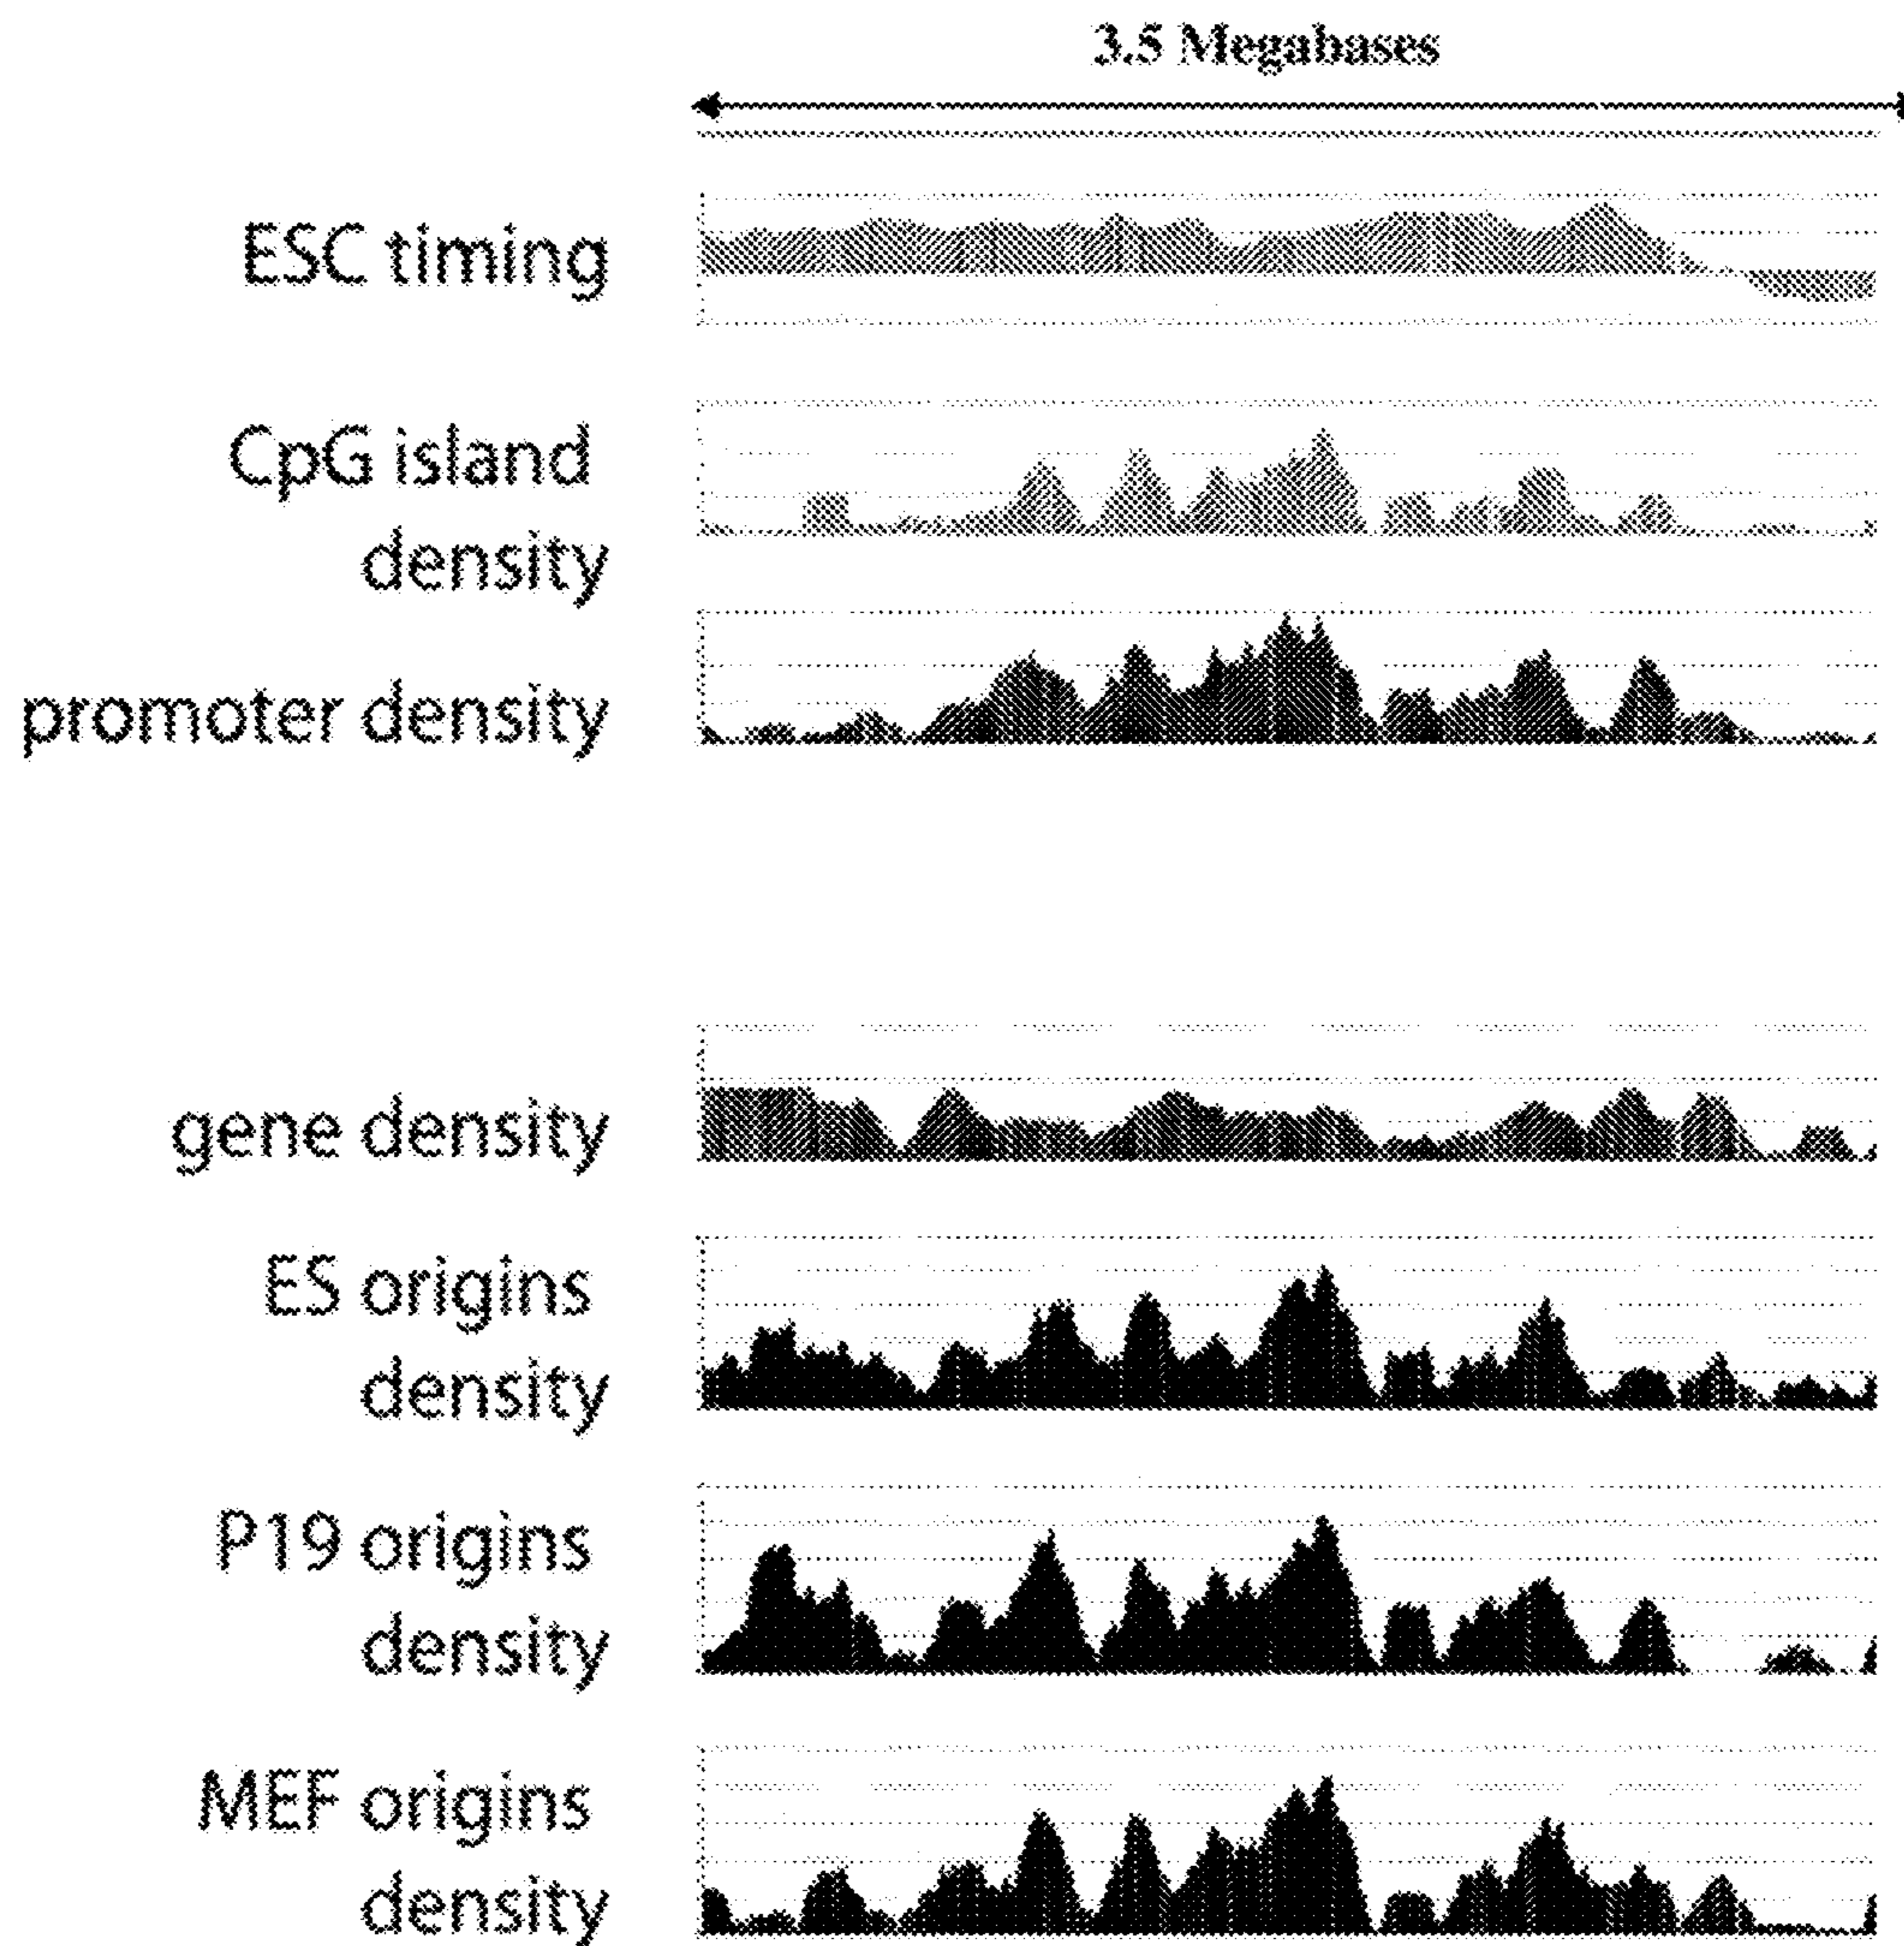 3.5 Megabases
ESC timing
CpG island
density
promoter density
gene density
ES origins
density
P19 origins
density
MEF origins
density